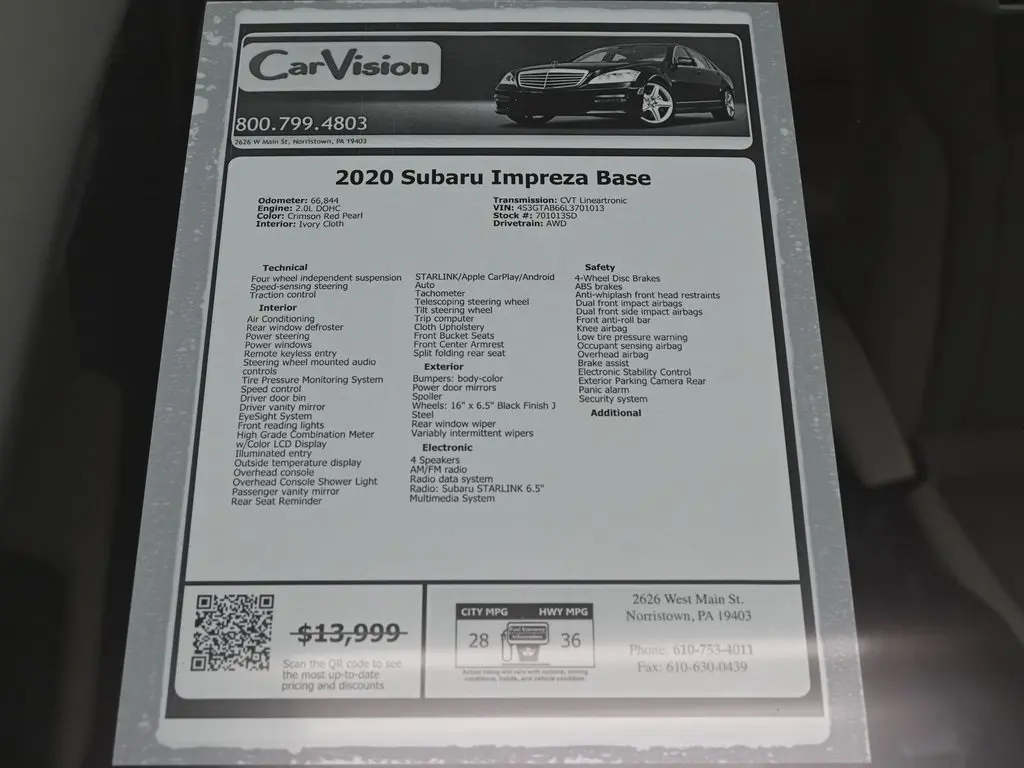 CarVision
800.799.4803
2626 W Main St, Norristown, PA 19403
2020 Subaru Impreza Base
Odometer: 66,844
Engine: 2.0L DOHC
Color: Crimson Red Pearl
Interior: Ivory Cloth
Transmission: CVT Lineartronic
VIN: 4S3GTAB66L3701013
Stock #: 701013SD
Drivetrain: AWD
Technical
Four wheel independent suspension
Speed-sensing steering
Traction control
Interior
Air Conditioning
Rear window defroster
Power steering
Power windows
Remote keyless entry
Steering wheel mounted audio
controls
Tire Pressure Monitoring System
Speed control
Driver door bin
Driver vanity mirror
EyeSight System
Front reading lights
High Grade Combination Meter
w/Color LCD Display
Illuminated entry
Outside temperature display
Overhead console
Overhead Console Shower Light
Passenger vanity mirror
Rear Seat Reminder
STARLINK/Apple CarPlay/Android
Auto
Tachometer
Telescoping steering wheel
Tilt steering wheel
Trip computer
Cloth Upholstery
Front Bucket Seats
Front Center Armrest
Split folding rear seat
Exterior
Bumpers: body-color
Power door mirrors
Spoiler
Wheels: 16" x 6.5" Black Finish J
Steel
Rear window wiper
Variably intermittent wipers
Electronic
4 Speakers
AM/FM radio
Radio data system
Radio: Subaru STARLINK 6.5"
Multimedia System
Safety
4-Wheel Disc Brakes
ABS brakes
Anti-whiplash front head restraints
Dual front impact airbags
Dual front side impact airbags
Front anti-roll bar
Knee airbag
Low tire pressure warning
Occupant sensing airbag
Overhead airbag
Brake assist
Electronic Stability Control
Exterior Parking Camera Rear
Panic alarm
Security system
Additional
$13,999
Scan the QR code to see
the most up-to-date
pricing and discounts
CITY MPG HWY MPG
28 36
Actual rating will vary with options, driving
conditions, habits, and vehicle condition.
2626 West Main St.
Norristown, PA 19403
Phone: 610-753-4011
Fax: 610-630-0439